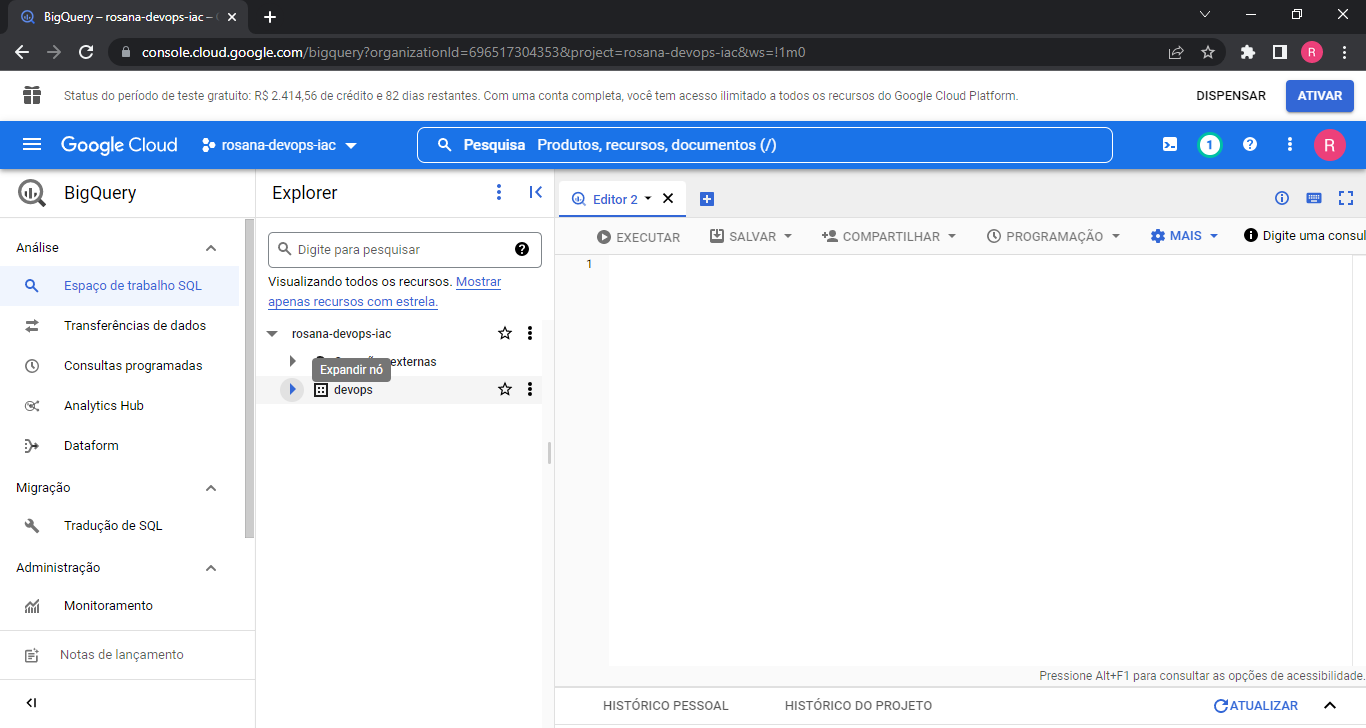 BigQuery – rosana-devops-iac –
console.cloud.google.com/bigquery?organizationId=696517304353&project=rosana-devops-iac&ws=!1m0
R
Status do período de teste gratuito: R$ 2.414,56 de crédito e 82 dias restantes. Com uma conta completa, você tem acesso ilimitado a todos os recursos do Google Cloud Platform.
DISPENSAR
ATIVAR
Google Cloud
rosana-devops-iac
Pesquisa Produtos, recursos, documentos (/)
1
R
BigQuery
Análise
Espaço de trabalho SQL
Transferências de dados
Consultas programadas
Analytics Hub
Dataform
Migração
Tradução de SQL
Administração
Monitoramento
Notas de lançamento
Explorer
Digite para pesquisar
Visualizando todos os recursos. Mostrar
apenas recursos com estrela.
rosana-devops-iac
externas
Expandir nó
devops
Editor 2
EXECUTAR
SALVAR
COMPARTILHAR
PROGRAMAÇÃO
MAIS
Digite uma consul
1
Pressione Alt+F1 para consultar as opções de acessibilidade.
HISTÓRICO PESSOAL
HISTÓRICO DO PROJETO
ATUALIZAR